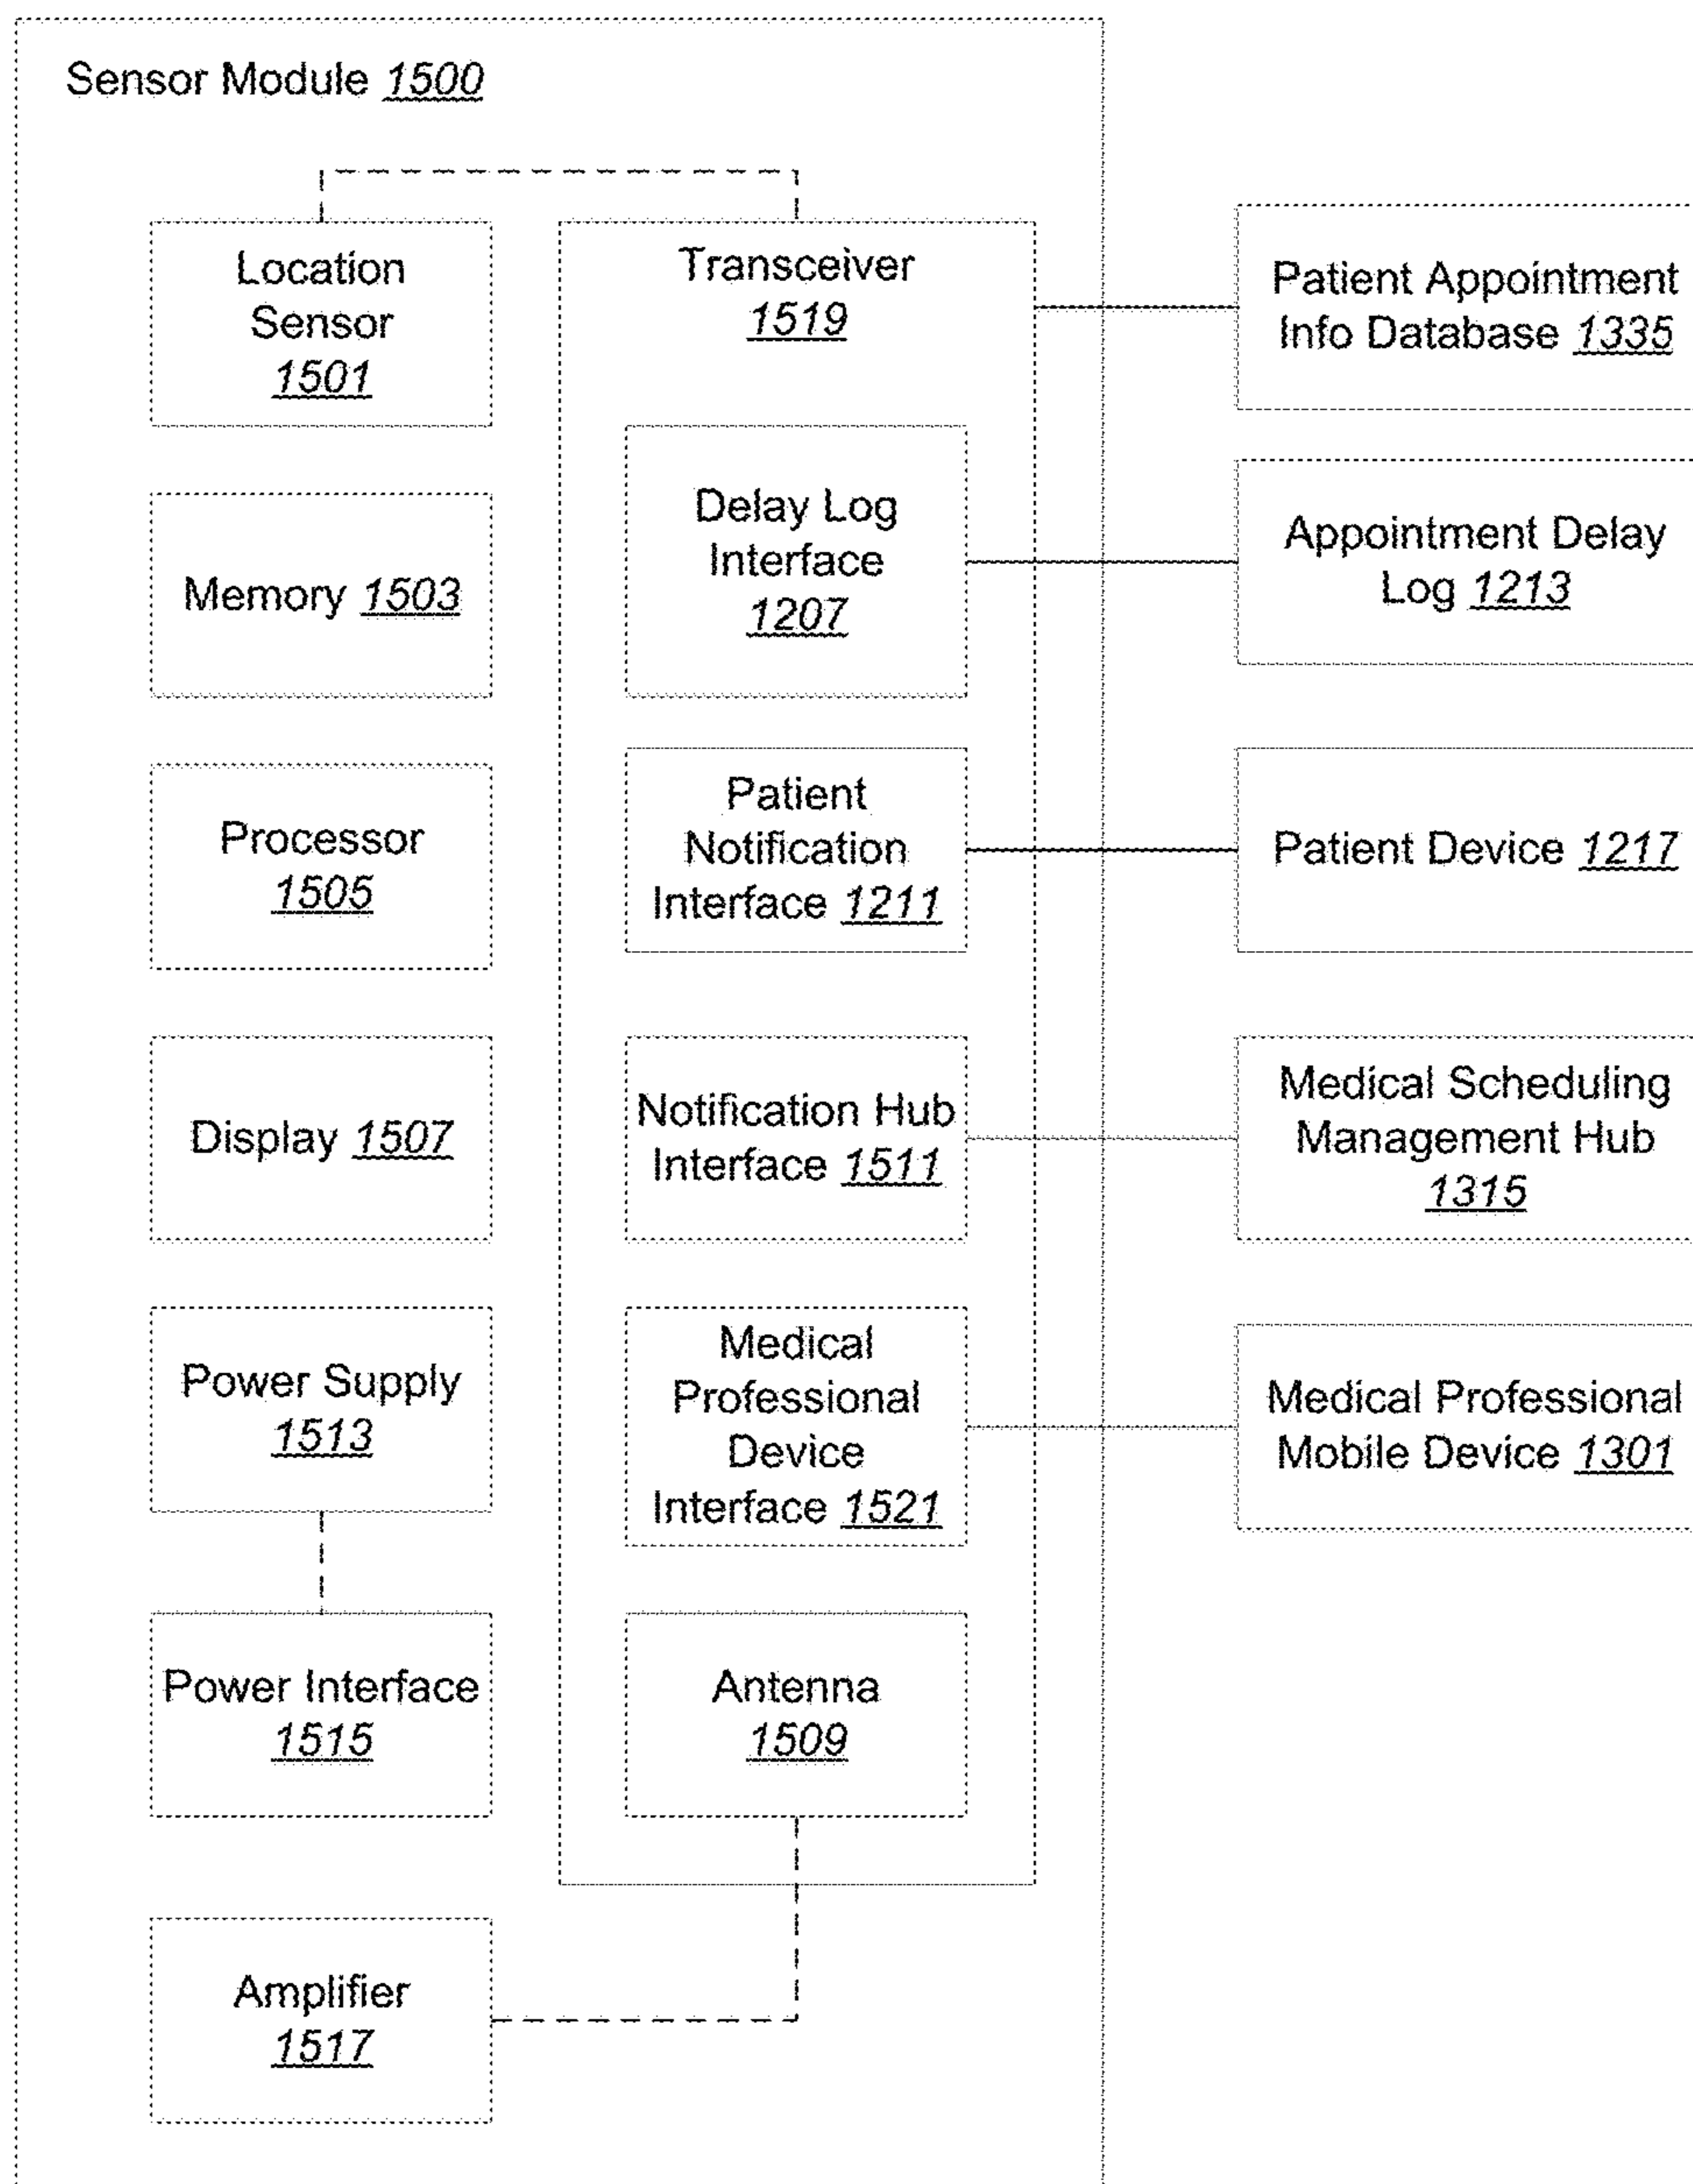 Sensor Module 1500
Location
Sensor
1501
Memory 1503
Processor
1505
Display 1507
Power Supply
1513
Power Interface
1515
Amplifier
1517
Transceiver
1519
Delay Log
Interface
1207
Patient
Notification
Interface 1211
Notification Hub
Interface 1511
Medical
Professional
Device
Interface 1521
Antenna
1509
Patient Appointment
Info Database 1335
Appointment Delay
Log 1213
Patient Device 1217
Medical Scheduling
Management Hub
1315
Medical Professional
Mobile Device 1301